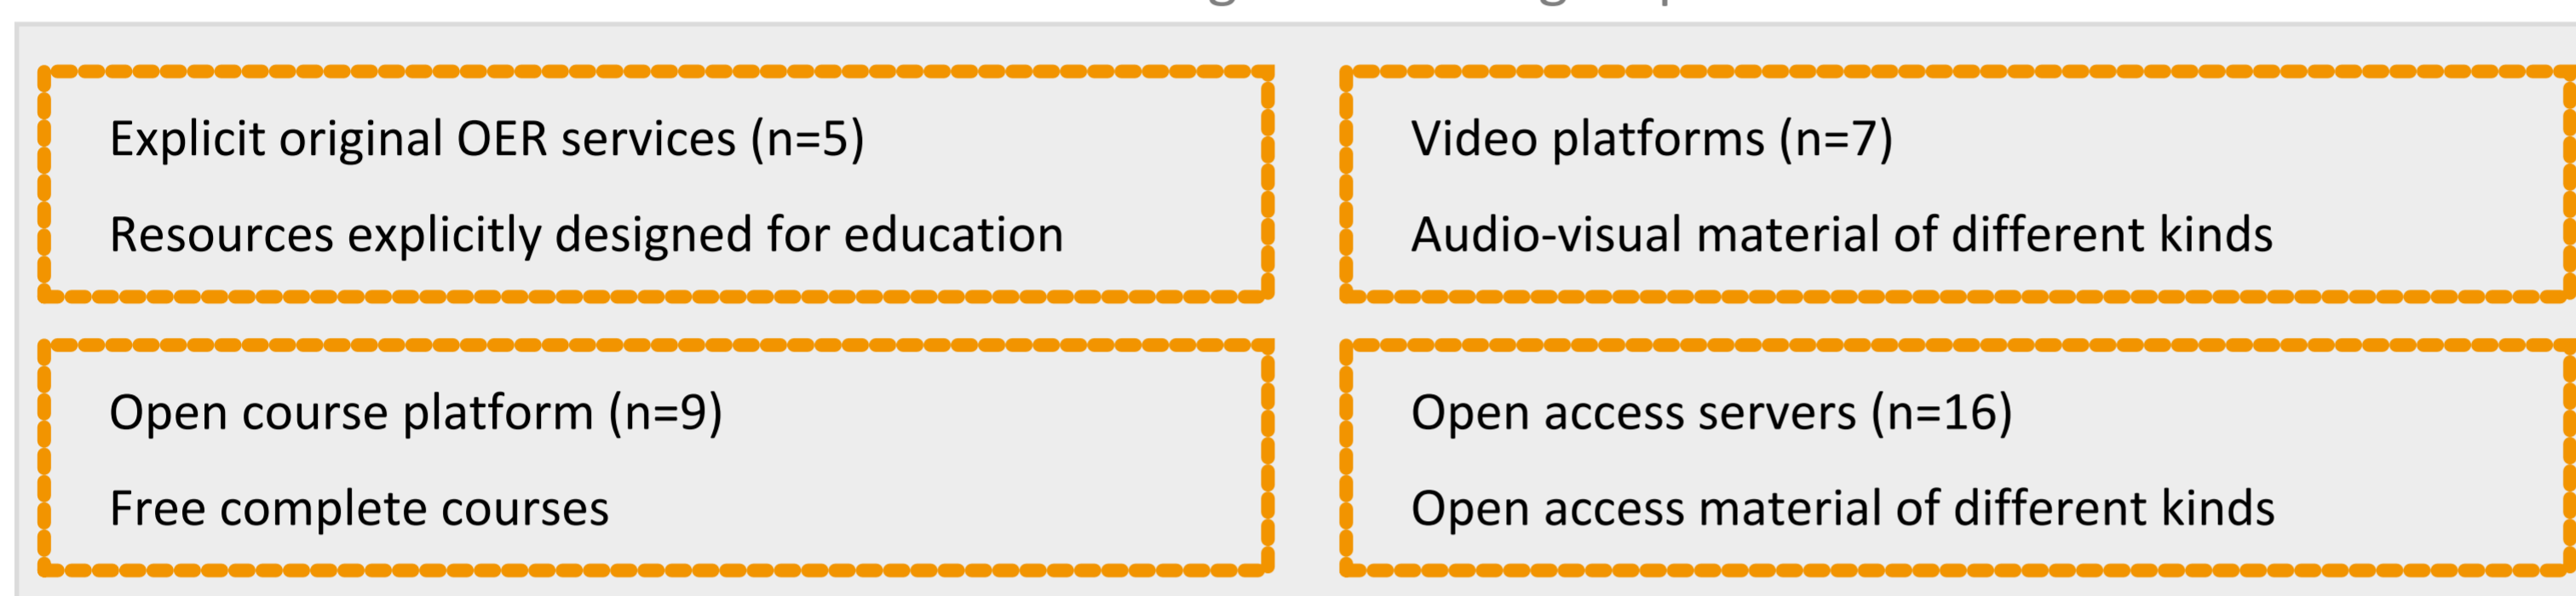 Explicit original OER services (n=5)
Resources explicitly designed for education
Video platforms (n=7)
Audio-visual material of different kinds
Open course platform (n=9)
Free complete courses
Open access servers (n=16)
Open access material of different kinds